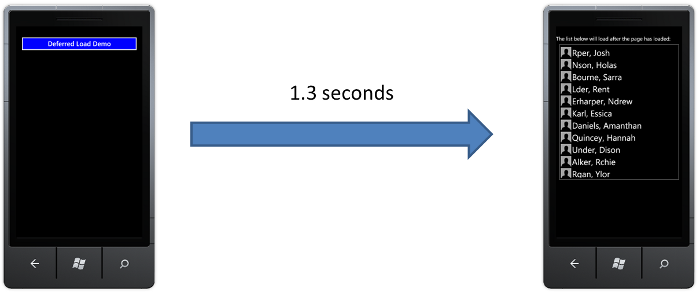 Deferred Load Demo
1.3 seconds
The list below will load after the page has loaded:
Rper, Josh
Nson, Holas
Bourne, Sarra
Lder, Rent
Erharper, Ndrew
Karl, Essica
Daniels, Amanthan
Quincey, Hannah
Under, Dison
Alker, Rchie
Rgan, Ylor